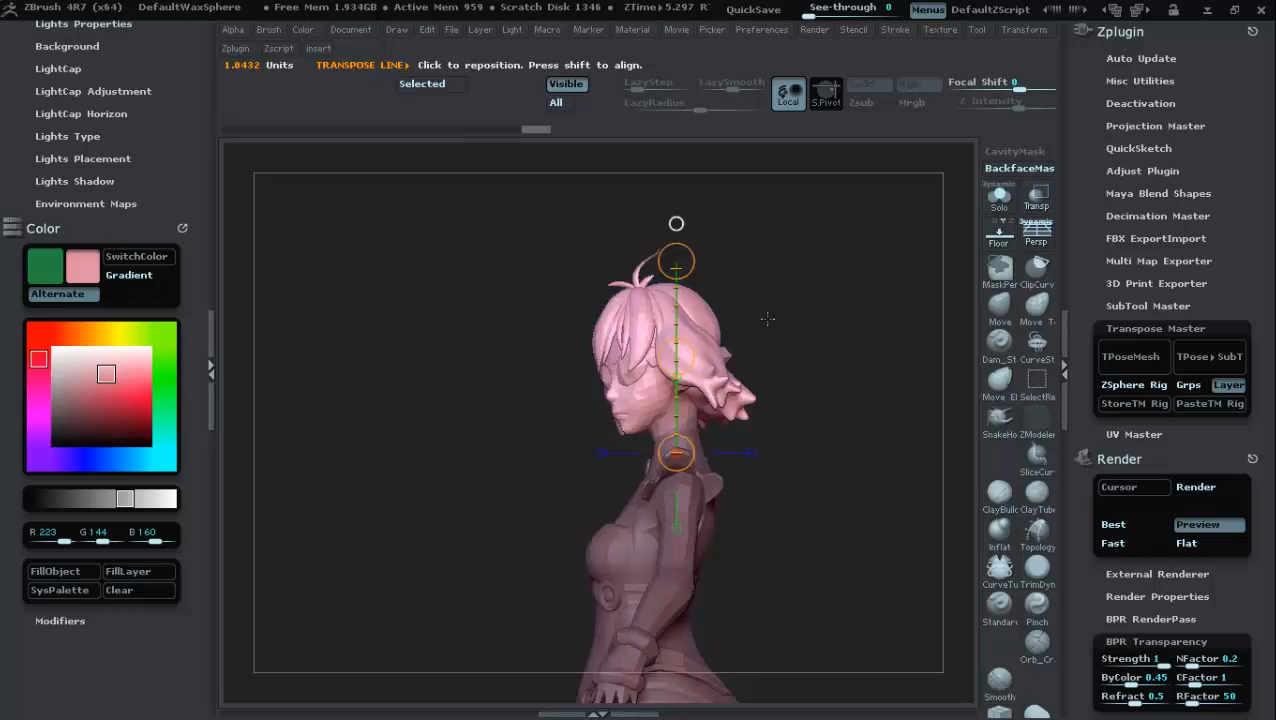 ZBrush 4R7 (x64) DefaultWaxSphere • Free Mem 1.934GB • Active Mem 959 • Scratch Disk 1346 • ZTime▸5.297 R QuickSave See-through 0 Menus DefaultZScript
Alpha Brush Color Document Draw Edit File Layer Light Macro Marker Material Movie Picker Preferences Render Stencil Stroke Texture Tool Transform
Zplugin Zscript insert
1.0432 Units TRANSPOSE LINE▸ Click to reposition. Press shift to align.
Selected
Visible
All
LazyStep
LazySmooth
LazyRadius
Local
S.Pivot
Zadd
Rgb
Zsub
Mrgb
Focal Shift 0
Z Intensity
Lights Properties
Background
LightCap
LightCap Adjustment
LightCap Horizon
Lights Type
Lights Placement
Lights Shadow
Environment Maps
Color
SwitchColor
Gradient
Alternate
R 223 G 144 B 160
FillObject FillLayer
SysPalette Clear
Modifiers
CavityMask
BackfaceMas
Dynamic
Solo Transp
Dynamic
Floor Persp
MaskPer ClipCurv
Move Move T
Dam_St CurveSt
Move El SelectRe
SnakeHo ZModele
SliceCur
ClayBuil ClayTube
Inflat Topology
CurveTu TrimDyn
Standar Pinch
Orb_Cr
Smooth
Zplugin
Auto Update
Misc Utilities
Deactivation
Projection Master
QuickSketch
Adjust Plugin
Maya Blend Shapes
Decimation Master
FBX ExportImport
Multi Map Exporter
3D Print Exporter
SubTool Master
Transpose Master
TPoseMesh TPose▸SubT
ZSphere Rig Grps Layer
StoreTM Rig PasteTM Rig
UV Master
Render
Cursor Render
Best Preview
Fast Flat
External Renderer
Render Properties
BPR RenderPass
BPR Transparency
Strength 1 NFactor 0.2
ByColor 0.45 CFactor 1
Refract 0.5 RFactor 50